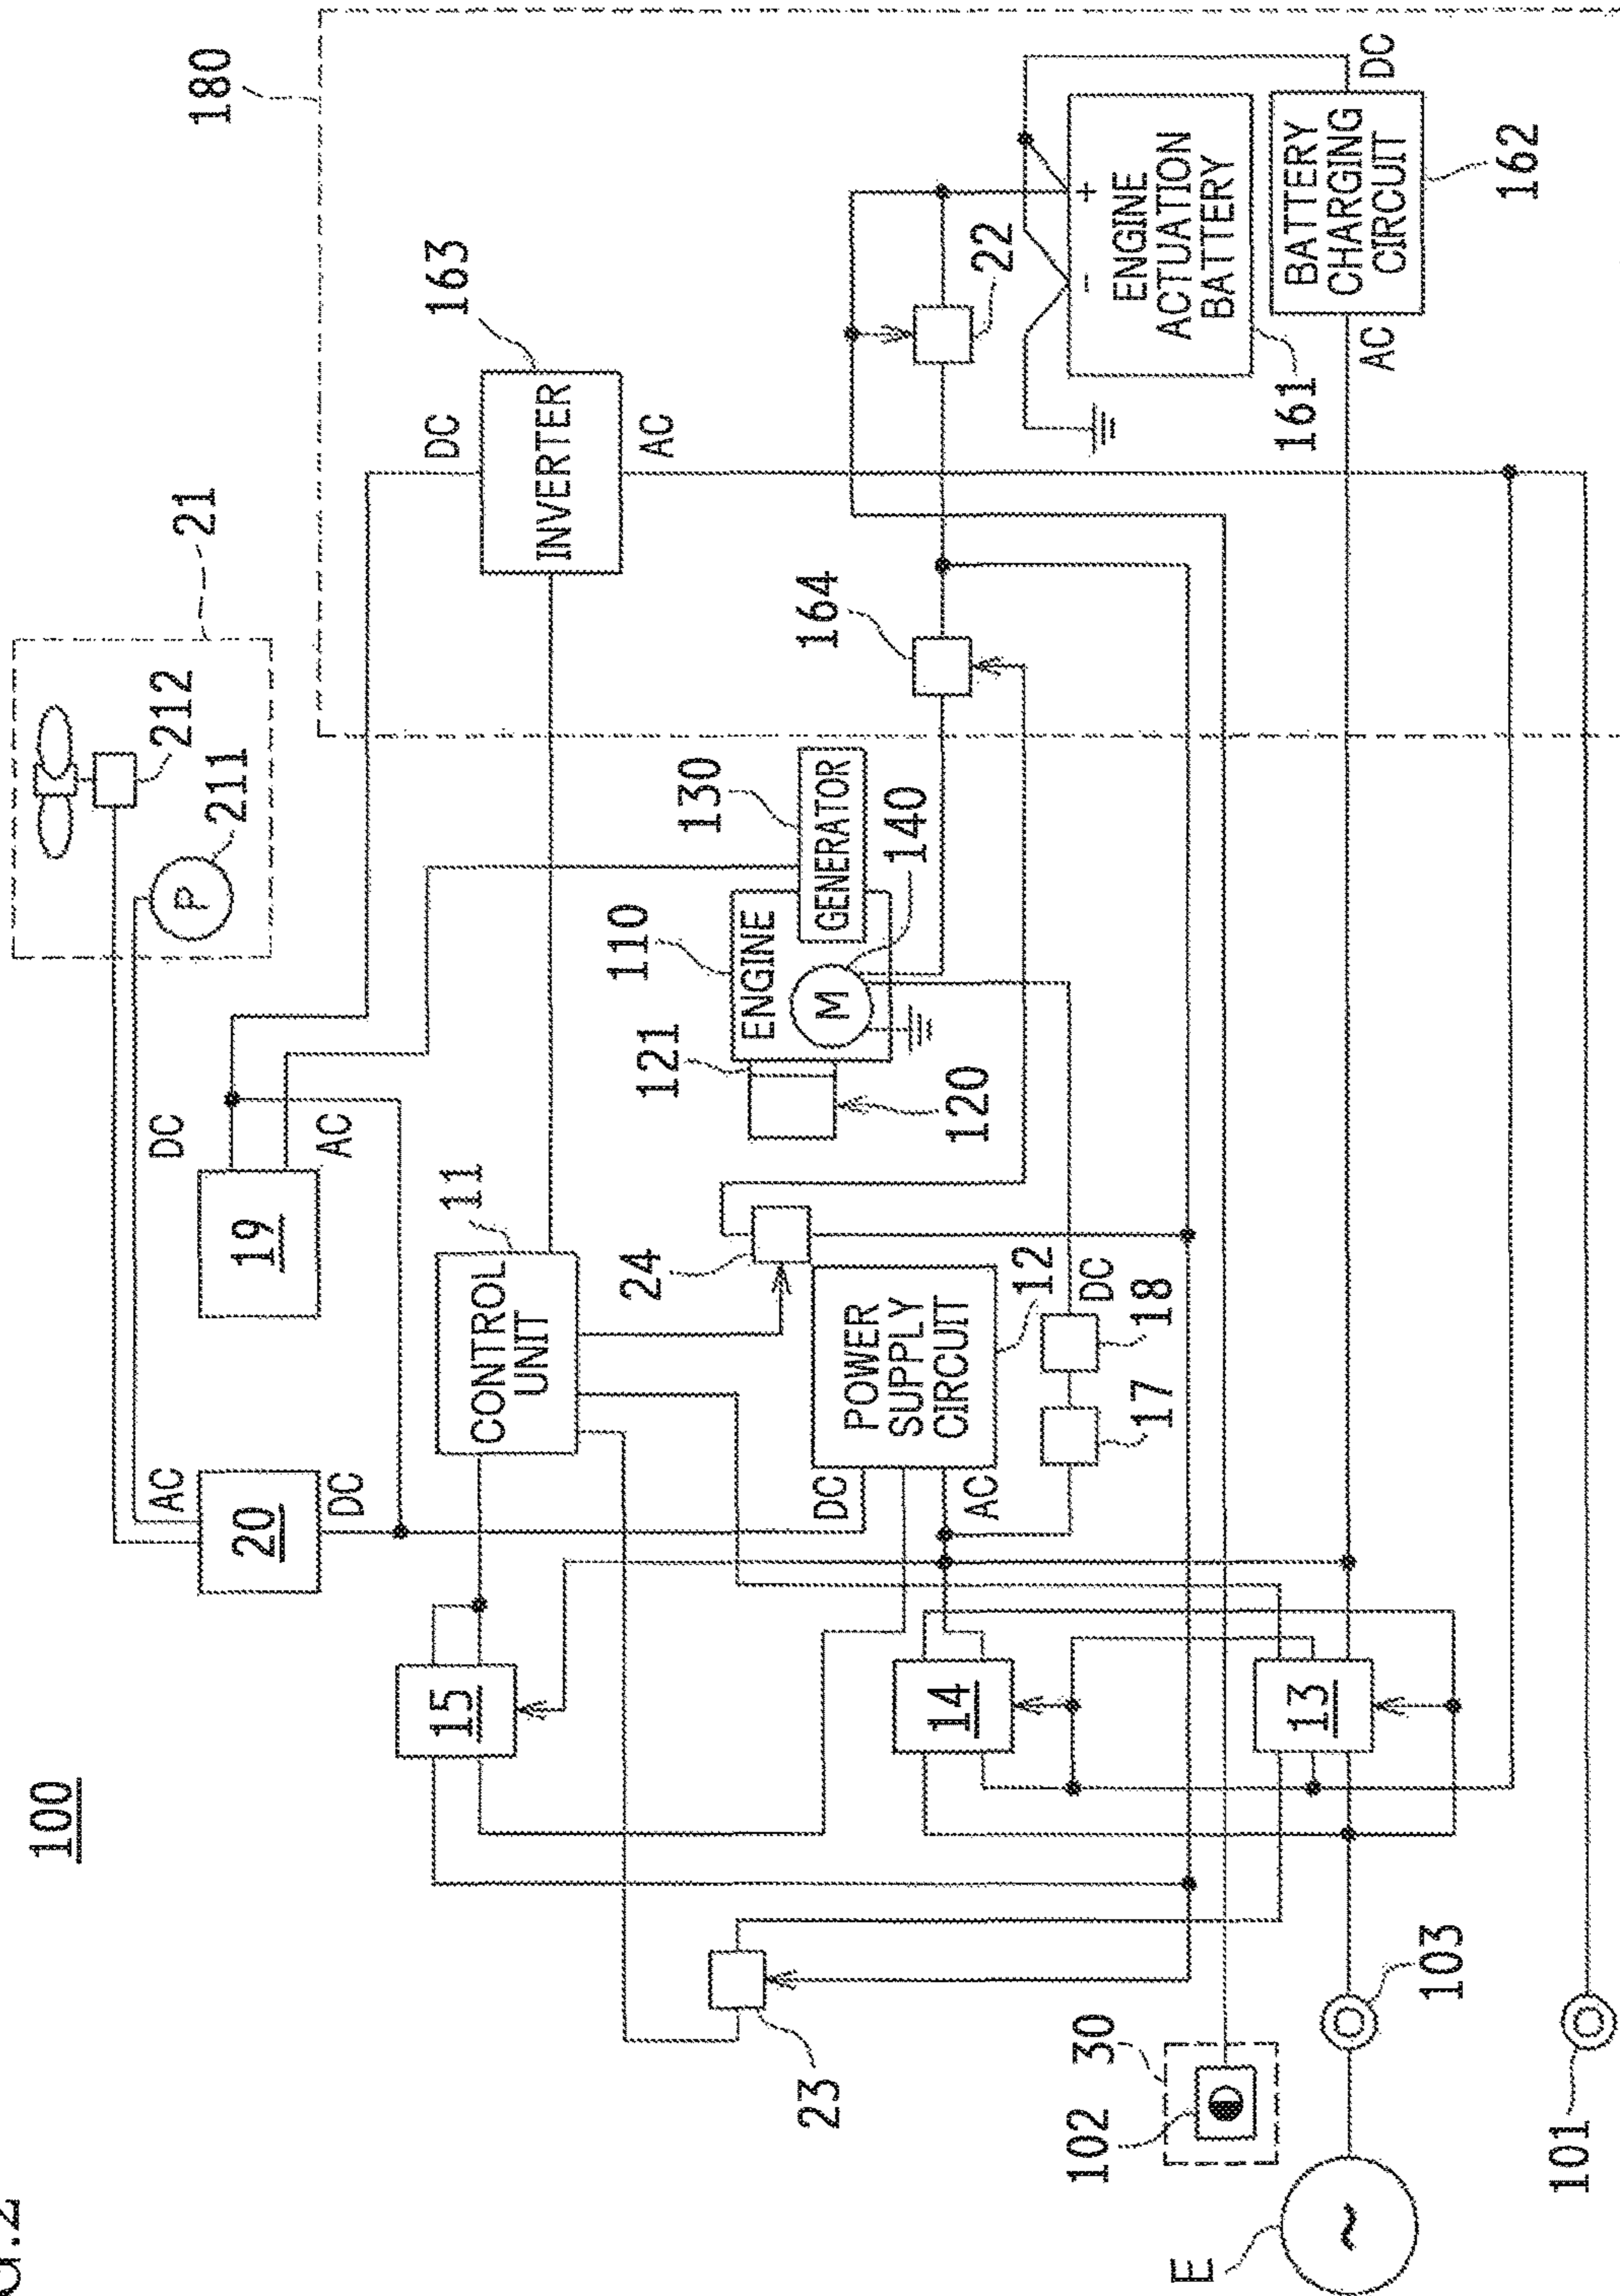 100
180
21
212
211
P
DC
19
AC
AC
20
DC
DC
163
INVERTER
AC
11
CONTROL
UNIT
15
130
GENERATOR
110
ENGINE
140
M
121
120
164
22
24
POWER
SUPPLY
CIRCUIT
12
DC
AC
DC
18
17
+
-
ENGINE
ACTUATION
BATTERY
161
DC
BATTERY
CHARGING
CIRCUIT
AC
162
14
13
23
30
102
103
101
E
~